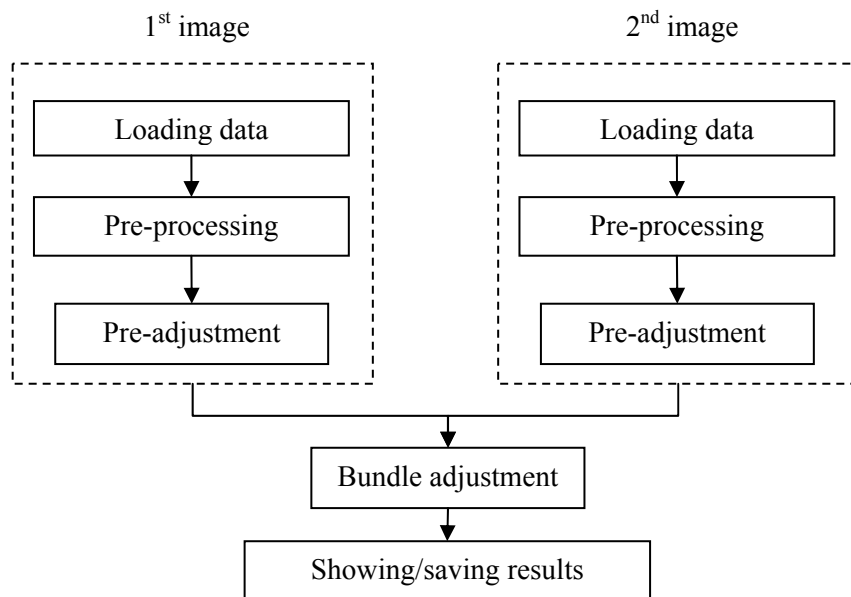 1st image
2nd image
Loading data
Loading data
Pre-processing
Pre-processing
Pre-adjustment
Pre-adjustment
Bundle adjustment
Showing/saving results